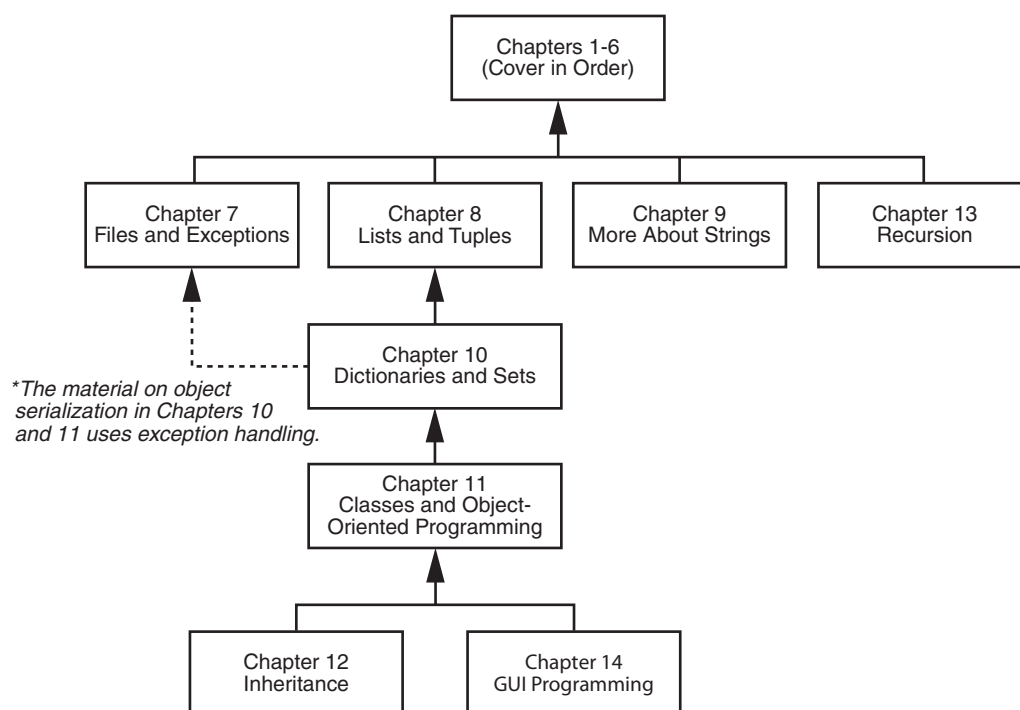 Chapters 1-6
(Cover in Order)
Chapter 7
Files and Exceptions
Chapter 8
Lists and Tuples
Chapter 9
More About Strings
Chapter 13
Recursion
Chapter 10
Dictionaries and Sets
*The material on object
serialization in Chapters 10
and 11 uses exception handling.
Chapter 11
Classes and Object-
Oriented Programming
Chapter 12
Inheritance
Chapter 14
GUI Programming